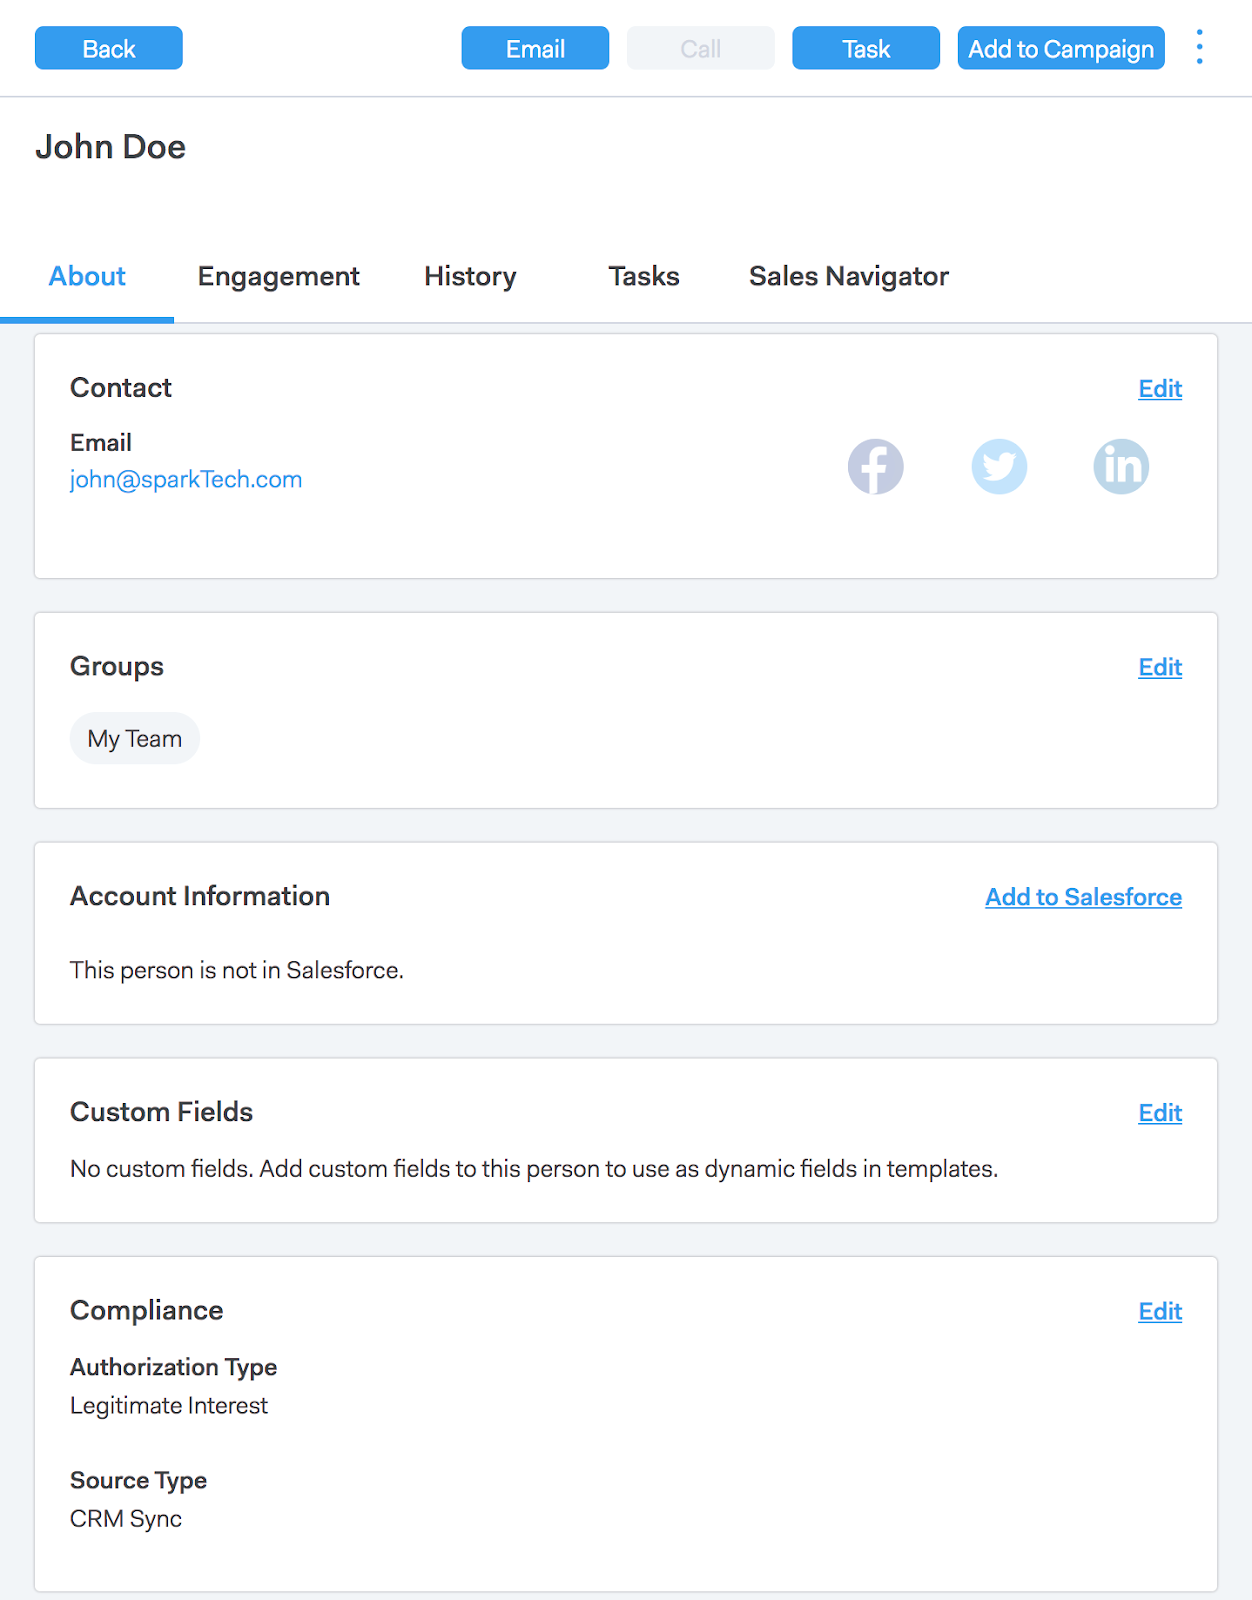 Back Email Call Task Add to Campaign
John Doe
About Engagement History Tasks Sales Navigator
Contact Edit
Email
john@sparkTech.com
Groups Edit
My Team
Account Information Add to Salesforce
This person is not in Salesforce.
Custom Fields Edit
No custom fields. Add custom fields to this person to use as dynamic fields in templates.
Compliance Edit
Authorization Type
Legitimate Interest
Source Type
CRM Sync